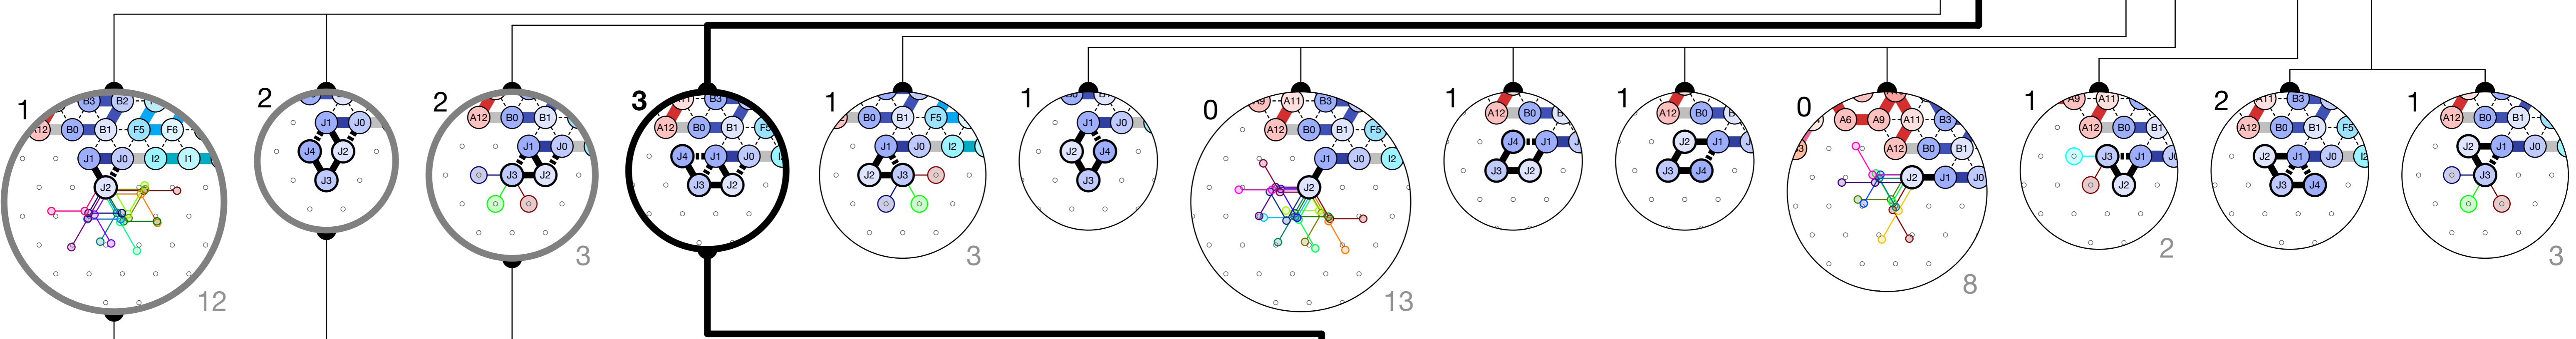 1
B3 B2
A12 B0 B1 F5 F6
J1 J0 I2 I1
J2
12
2
J1 J0
J4 J2
J3
2
A12 B0 B1
J1 J0
J3 J2
3
3
A11 B3
A12 B0 B1 F5
J4 J1 J0
J3 J2
1
B0 B1 F5
J1 J0 I2
J2 J3
3
1
J1 J0
J2 J4
J3
0
A9 A11 B3
A12 B0 B1 F5
J1 J0 I2
J2
13
1
A12 B0
J4 J1
J3 J2
1
A12 B0
J2 J1
J3 J4
0
A6 A9 A11 B3
A12 B0 B1
J2 J1 J0
8
1
A9 A11
A12 B0 B1
J3 J1 J0
J2
2
2
A11 B3
A12 B0 B1 F5
J2 J1 J0 I2
J3 J4
1
A12 B0 B1
J2 J1 J0
J3
3